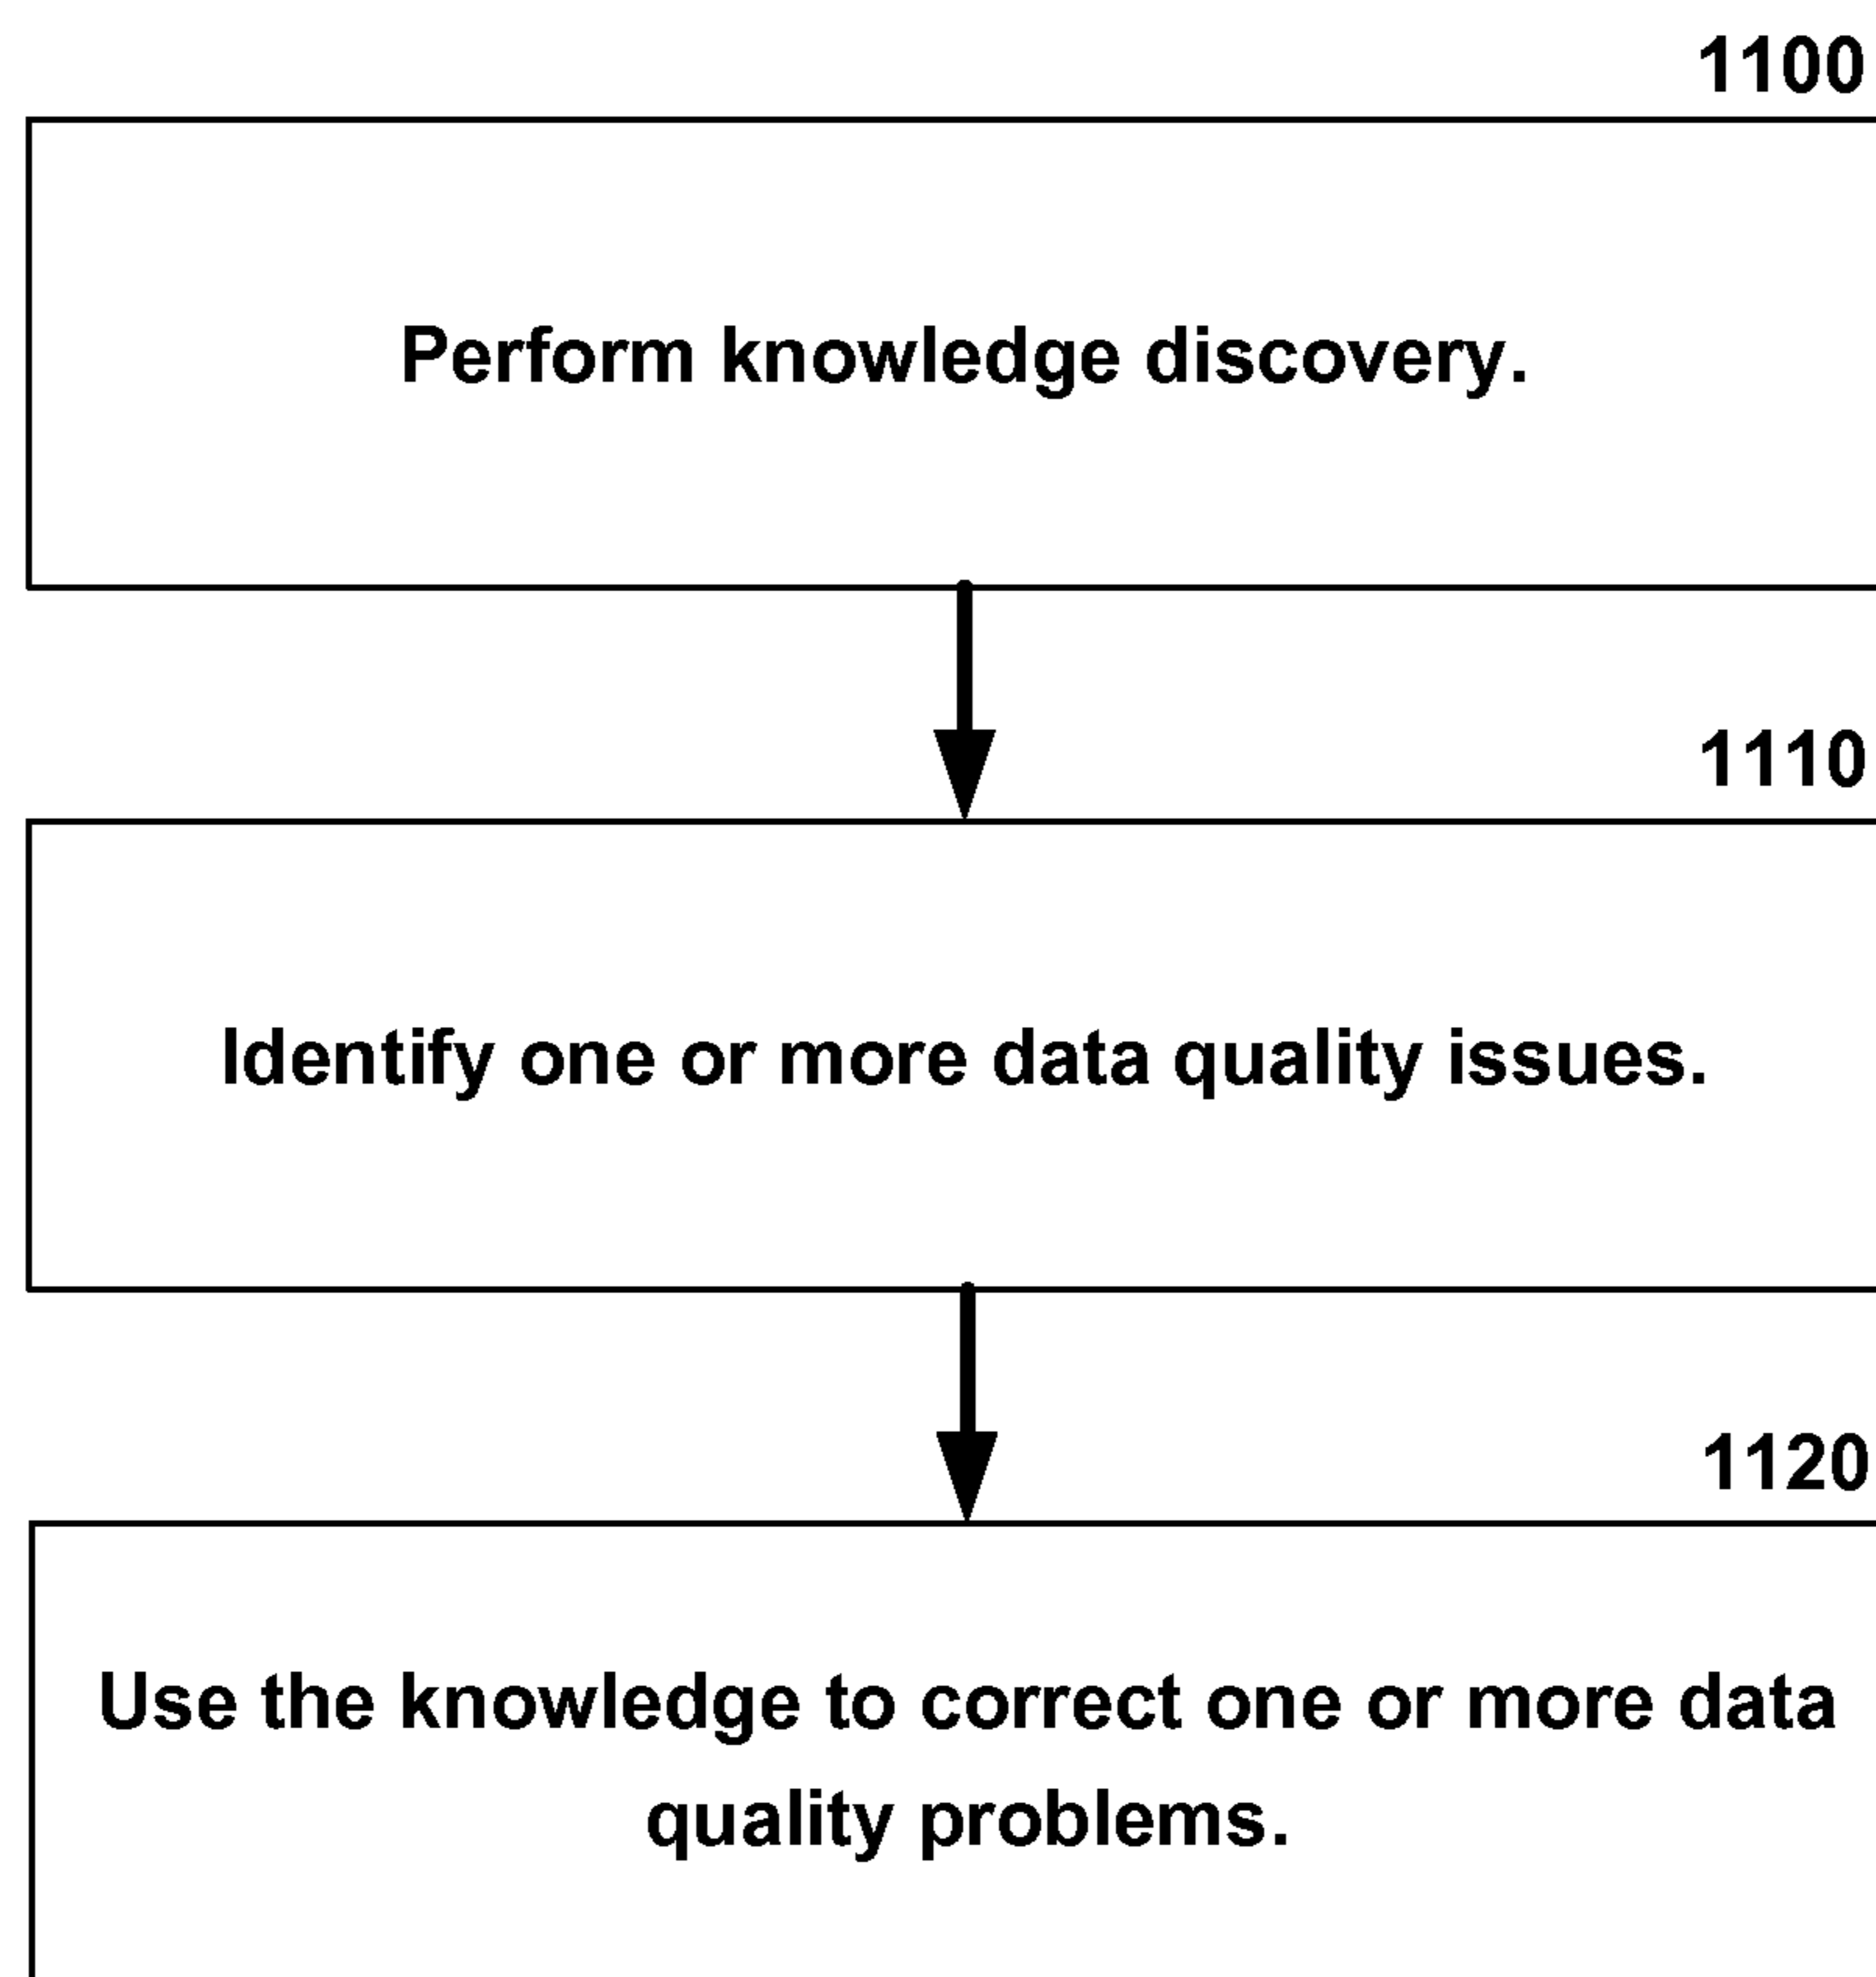 1100
Perform knowledge discovery.
1110
Identify one or more data quality issues.
1120
Use the knowledge to correct one or more data
quality problems.